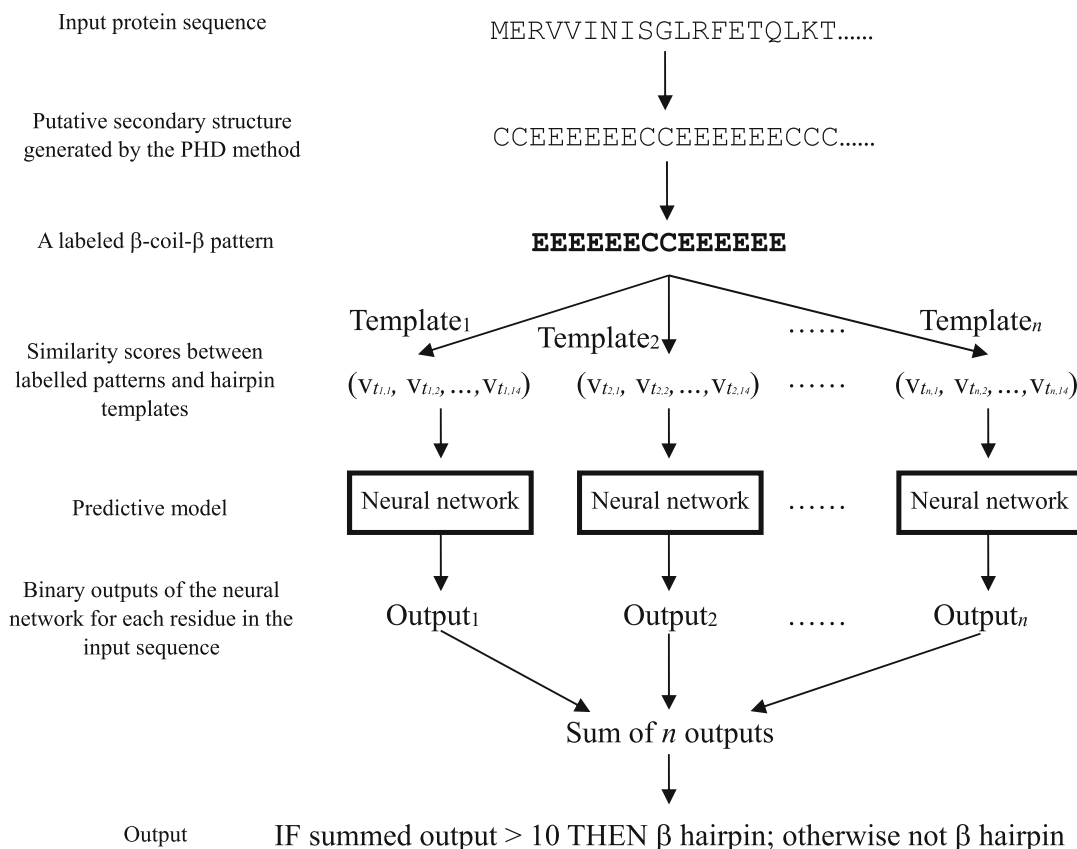 Input protein sequence
MERVVINISGLRFETQLKT......
Putative secondary structure
generated by the PHD method
CCEEEEEECCEEEEEECCC......
A labeled β-coil-β pattern
EEEEEECCEEEEEE
Template1
Template2
......
Templaten
Similarity scores between
labelled patterns and hairpin
templates
(vt1,1, vt1,2, ...,vt1,14)
(vt2,1, vt2,2, ...,vt2,14)
......
(vtn,1, vtn,2, ...,vtn,14)
Predictive model
Neural network
Neural network
......
Neural network
Binary outputs of the neural
network for each residue in the
input sequence
Output1
Output2
......
Outputn
Sum of n outputs
Output
IF summed output > 10 THEN β hairpin; otherwise not β hairpin